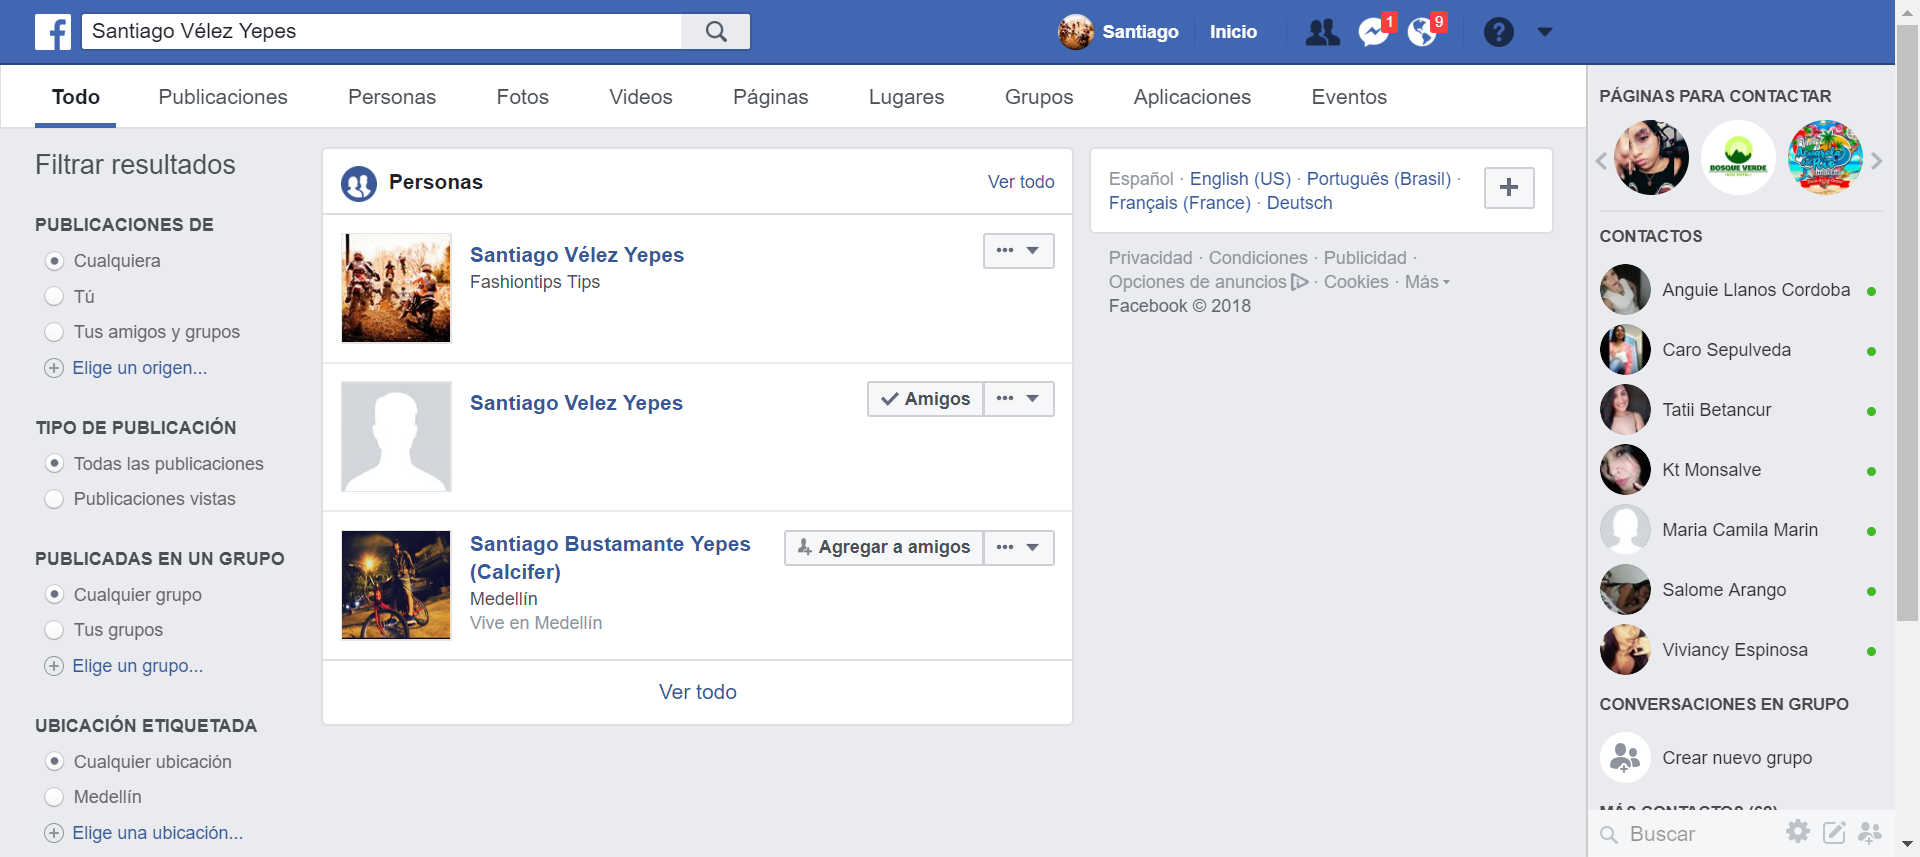 Santiago Vélez Yepes
Santiago
Inicio
1
9
?
Todo
Publicaciones
Personas
Fotos
Videos
Páginas
Lugares
Grupos
Aplicaciones
Eventos
Filtrar resultados
PUBLICACIONES DE
Cualquiera
Tú
Tus amigos y grupos
Elige un origen...
TIPO DE PUBLICACIÓN
Todas las publicaciones
Publicaciones vistas
PUBLICADAS EN UN GRUPO
Cualquier grupo
Tus grupos
Elige un grupo...
UBICACIÓN ETIQUETADA
Cualquier ubicación
Medellín
Elige una ubicación...
Personas
Ver todo
Santiago Vélez Yepes
Fashiontips Tips
Santiago Velez Yepes
Amigos
Santiago Bustamante Yepes
(Calcifer)
Medellín
Vive en Medellín
Agregar a amigos
Ver todo
Español · English (US) · Português (Brasil) ·
Français (France) · Deutsch
Privacidad · Condiciones · Publicidad ·
Opciones de anuncios · Cookies · Más
Facebook © 2018
PÁGINAS PARA CONTACTAR
BOSQUE VERDE
CONTACTOS
Anguie Llanos Cordoba
Caro Sepulveda
Tatii Betancur
Kt Monsalve
Maria Camila Marin
Salome Arango
Viviancy Espinosa
CONVERSACIONES EN GRUPO
Crear nuevo grupo
MÁS CONTACTOS (69)
Buscar